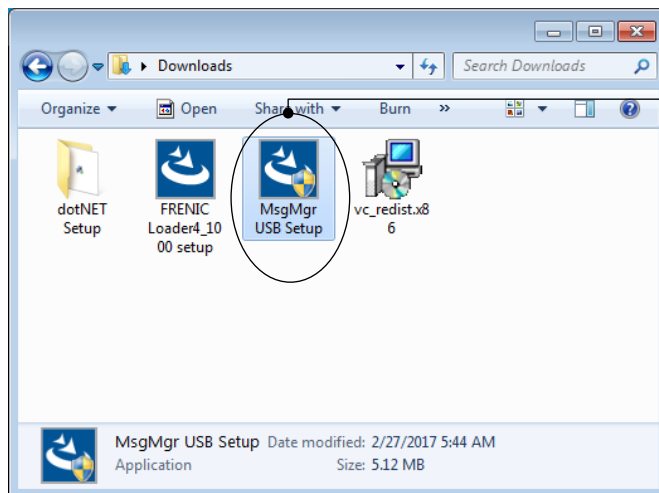 Downloads
Search Downloads
Organize
Open
Share with
Burn
»
dotNET
Setup
FRENIC
Loader4_10
00 setup
MsgMgr
USB Setup
vc_redist.x8
6
MsgMgr USB Setup Date modified: 2/27/2017 5:44 AM
Application Size: 5.12 MB